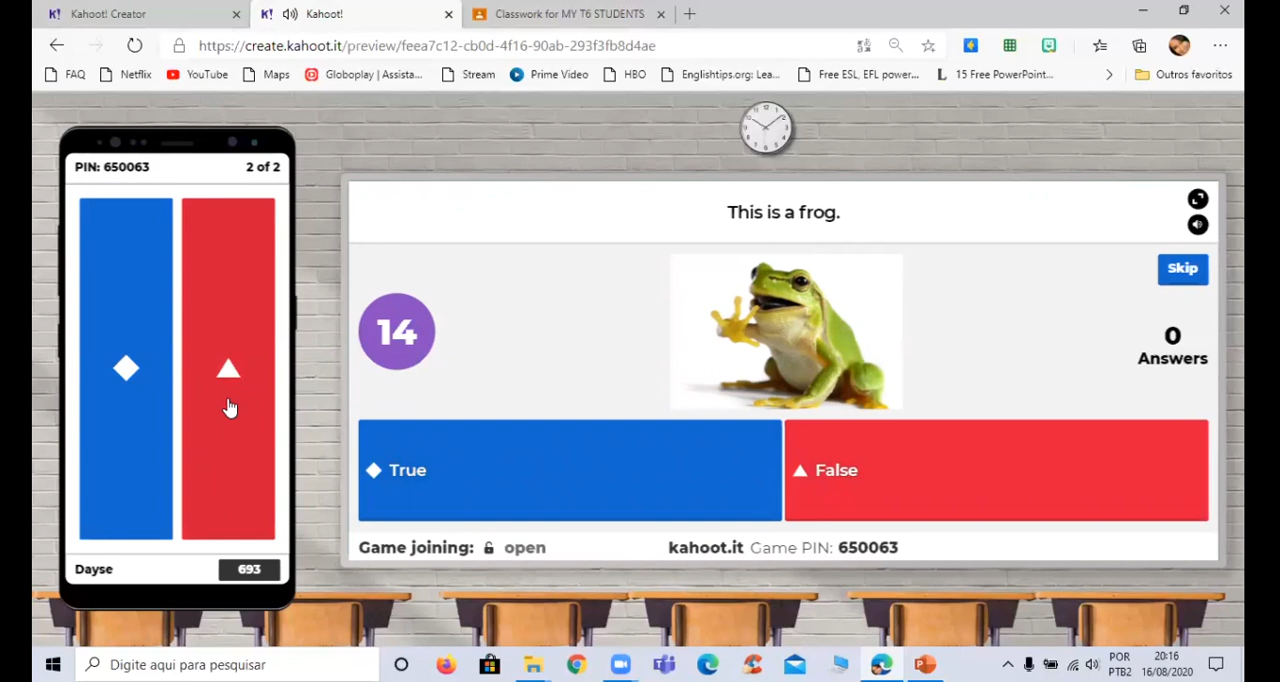 K! Kahoot! Creator
K! Kahoot!
Classwork for MY T6 STUDENTS
https://create.kahoot.it/preview/feea7c12-cb0d-4f16-90ab-293f3fb8d4ae
FAQ
Netflix
YouTube
Maps
Globoplay | Assista...
Stream
Prime Video
HBO
Englishtips.org: Lea...
Free ESL, EFL power...
15 Free PowerPoint...
Outros favoritos
PIN: 650063
2 of 2
This is a frog.
Skip
14
0
Answers
True
False
Game joining: open
kahoot.it Game PIN: 650063
Dayse
693
Digite aqui para pesquisar
POR
PTB2
20:16
16/08/2020